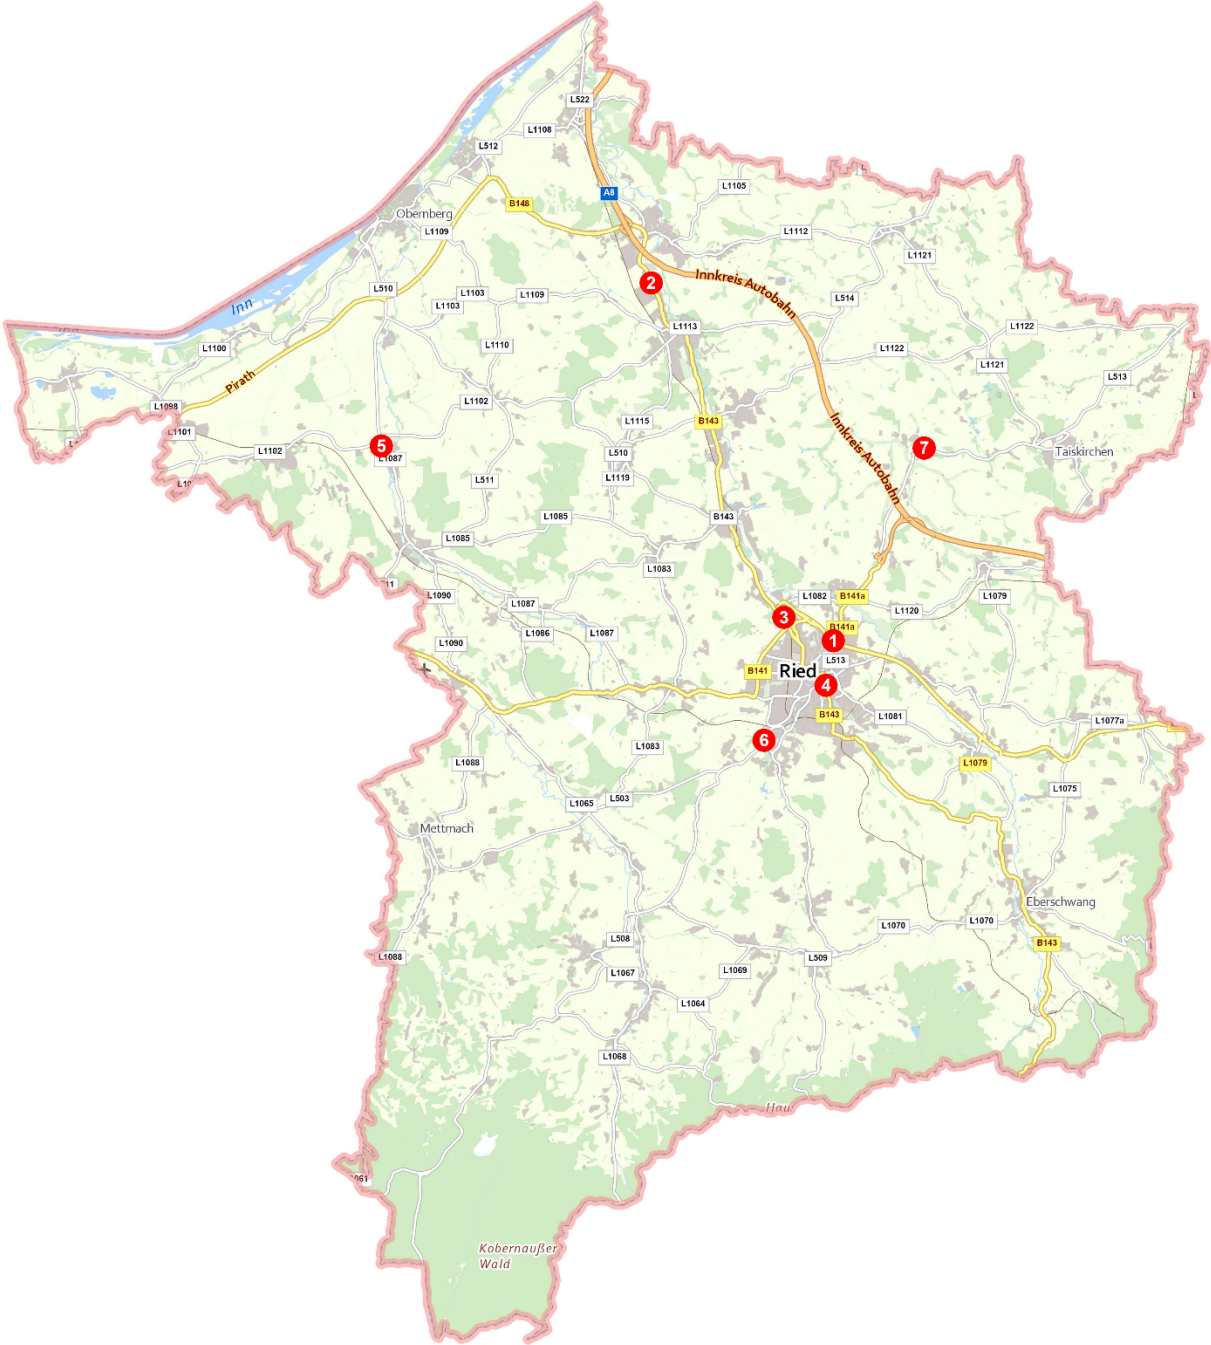 L522
L1108
L512
L1105
A8
B148
Obernberg
L1109
L1112
L1121
Innkreis Autobahn
2
L510
L1103
L1109
L1103
L514
Inn
L1113
L1122
L1110
L1100
L1122
L1121
L513
Pirath
L1102
L1098
L1115
B143
L1101
Innkreis Autobahn
5
7
L1102
L1087
L510
Taiskirchen
L511
L1119
L1085
B143
L1085
L1083
L1090
L1082
B141a
L1079
L1087
L1120
3
B141a
L1086
L1087
1
L1090
L513
B141
Ried
4
B143
L1081
L1077a
6
L1083
L1088
L1079
L1075
L1065
L503
Mettmach
Eberschwang
L1070
L1070
L508
B143
L1088
L509
L1067
L1069
L1064
L1068
Hau
Kobernaußer
Wald